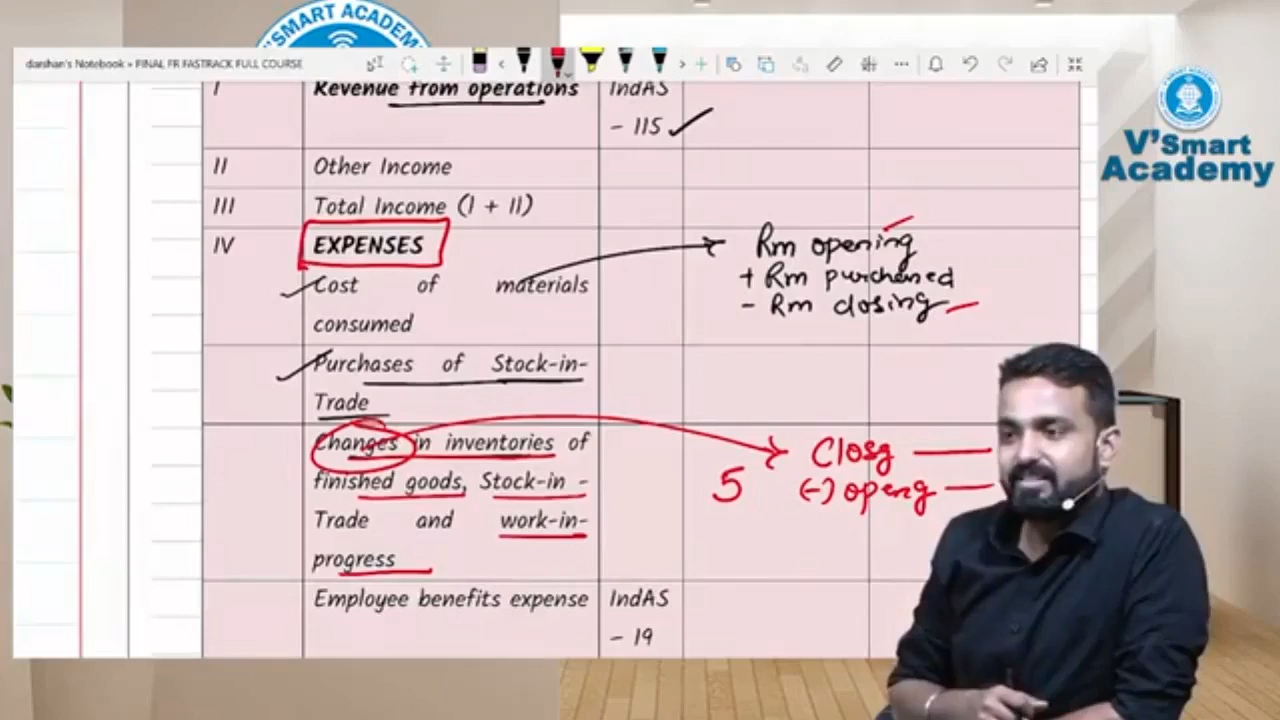 V'SMART ACADEMY
darshan's Notebook » FINAL FR FASTRACK FULL COURSE
I Revenue from operations IndAS
- 115
II Other Income
III Total Income (I + II)
IV EXPENSES
Cost of materials
consumed
Rm opening
+ Rm purchased
- Rm closing
Purchases of Stock-in-
Trade
Changes in inventories of
finished goods, Stock-in -
Trade and work-in-
progress
Closg
5 (-) openg
Employee benefits expense IndAS
- 19
V'Smart
Academy